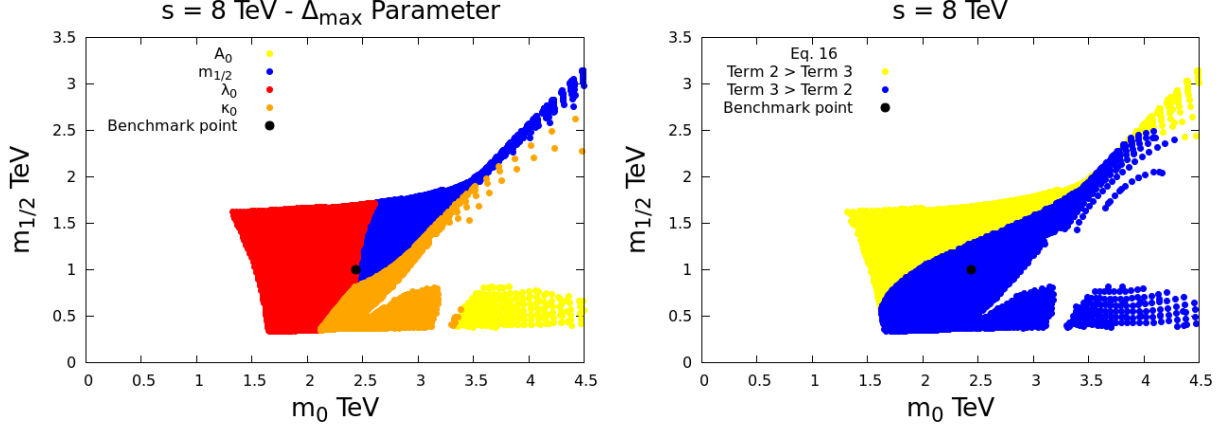 s = 8 TeV - Δmax Parameter
A0
m1/2
λ0
κ0
Benchmark point
m1/2 TeV
3.5
3
2.5
2
1.5
1
0.5
0
0 0.5 1 1.5 2 2.5 3 3.5 4 4.5
m0 TeV
s = 8 TeV
Eq. 16
Term 2 > Term 3
Term 3 > Term 2
Benchmark point
m1/2 TeV
3.5
3
2.5
2
1.5
1
0.5
0
0 0.5 1 1.5 2 2.5 3 3.5 4 4.5
m0 TeV